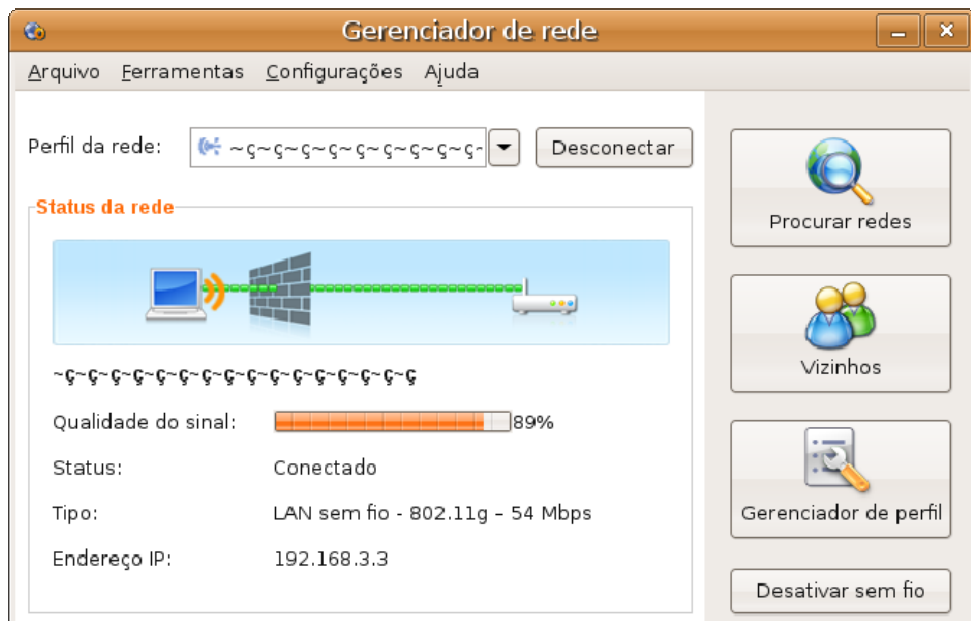 Gerenciador de rede
Arquivo Ferramentas Configurações Ajuda
Perfil da rede: ~ç~ç~ç~ç~ç~ç~ç~ç~ç~ç- Desconectar
Procurar redes
Status da rede
Vizinhos
~ç~ç~ç~ç~ç~ç~ç~ç~ç~ç~ç~ç~ç~ç~ç~ç
Qualidade do sinal: 89%
Status: Conectado
Tipo: LAN sem fio - 802.11g – 54 Mbps
Gerenciador de perfil
Endereço IP: 192.168.3.3
Desativar sem fio